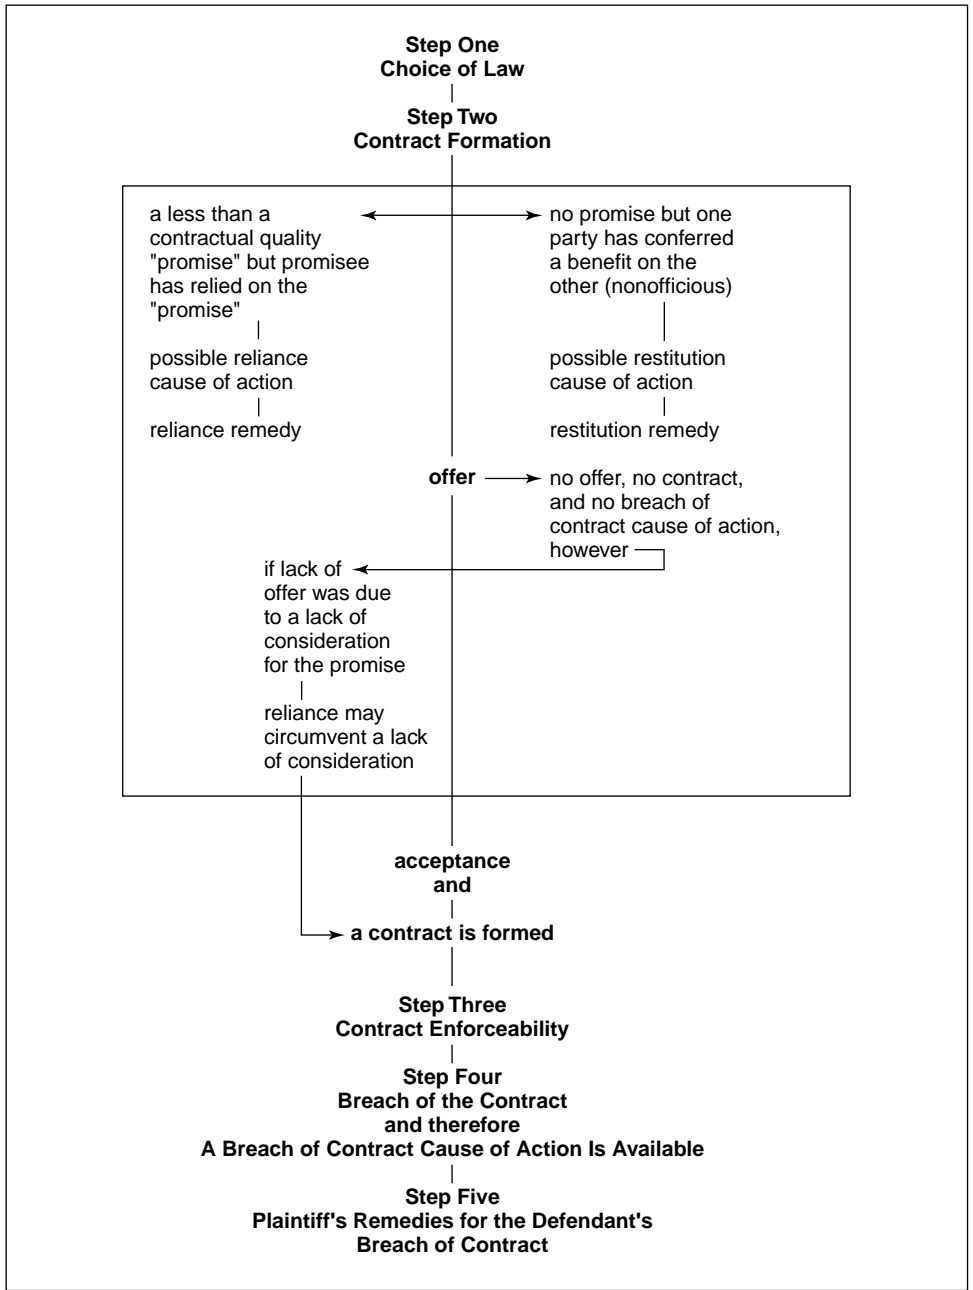 Step One
Choice of Law
Step Two
Contract Formation
a less than a
contractual quality
"promise" but promisee
has relied on the
"promise"
possible reliance
cause of action
reliance remedy
no promise but one
party has conferred
a benefit on the
other (nonofficious)
possible restitution
cause of action
restitution remedy
offer
no offer, no contract,
and no breach of
contract cause of action,
however
if lack of
offer was due
to a lack of
consideration
for the promise
reliance may
circumvent a lack
of consideration
acceptance
and
a contract is formed
Step Three
Contract Enforceability
Step Four
Breach of the Contract
and therefore
A Breach of Contract Cause of Action Is Available
Step Five
Plaintiff's Remedies for the Defendant's
Breach of Contract